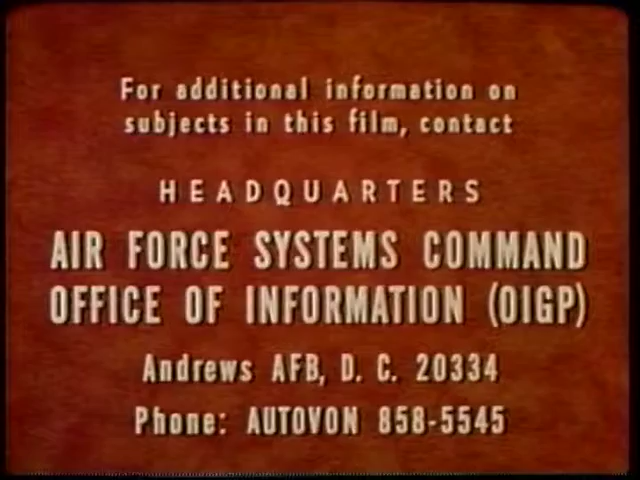 For additional information on
subjects in this film, contact
HEADQUARTERS
AIR FORCE SYSTEMS COMMAND
OFFICE OF INFORMATION (OIGP)
Andrews AFB, D. C. 20334
Phone: AUTOVON 858-5545